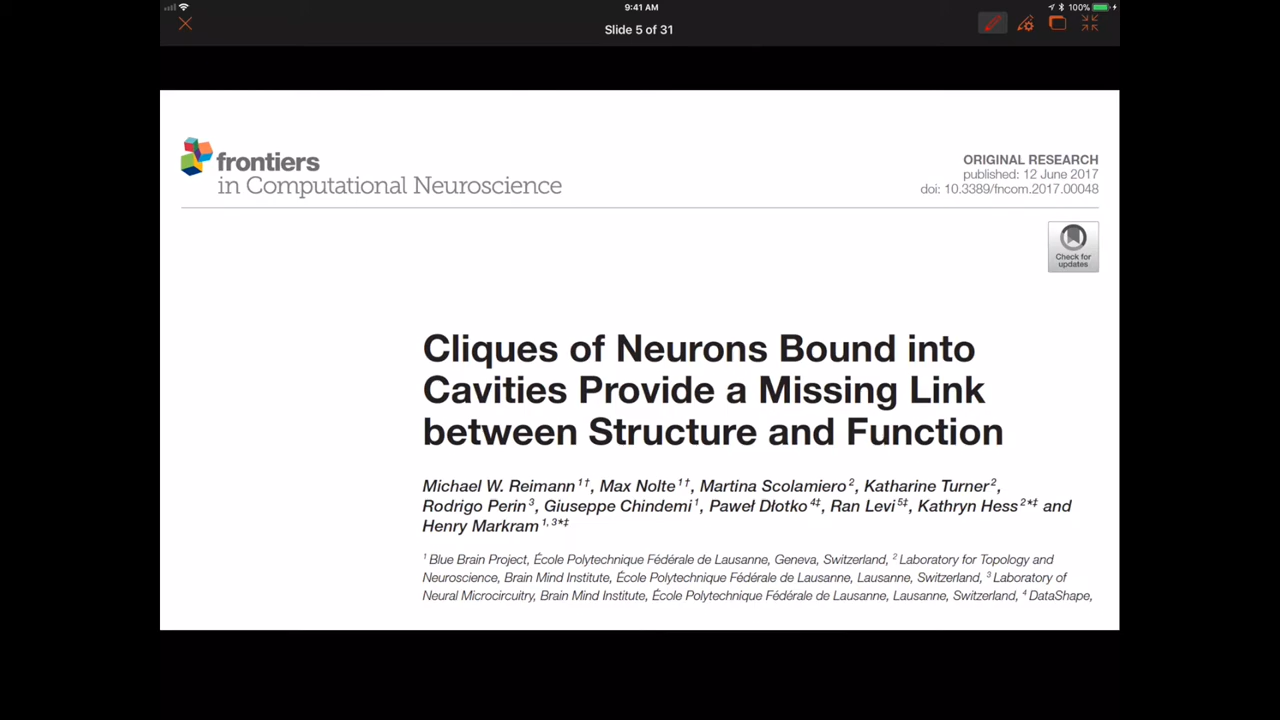 9:41 AM
100%
Slide 5 of 31
frontiers
in Computational Neuroscience
ORIGINAL RESEARCH
published: 12 June 2017
doi: 10.3389/fncom.2017.00048
Check for
updates
Cliques of Neurons Bound into
Cavities Provide a Missing Link
between Structure and Function
Michael W. Reimann 1†, Max Nolte 1†, Martina Scolamiero 2, Katharine Turner 2,
Rodrigo Perin 3, Giuseppe Chindemi 1, Paweł Dłotko 4‡, Ran Levi 5‡, Kathryn Hess 2*‡ and
Henry Markram 1, 3*‡
1 Blue Brain Project, École Polytechnique Fédérale de Lausanne, Geneva, Switzerland, 2 Laboratory for Topology and
Neuroscience, Brain Mind Institute, École Polytechnique Fédérale de Lausanne, Lausanne, Switzerland, 3 Laboratory of
Neural Microcircuitry, Brain Mind Institute, École Polytechnique Fédérale de Lausanne, Lausanne, Switzerland, 4 DataShape,